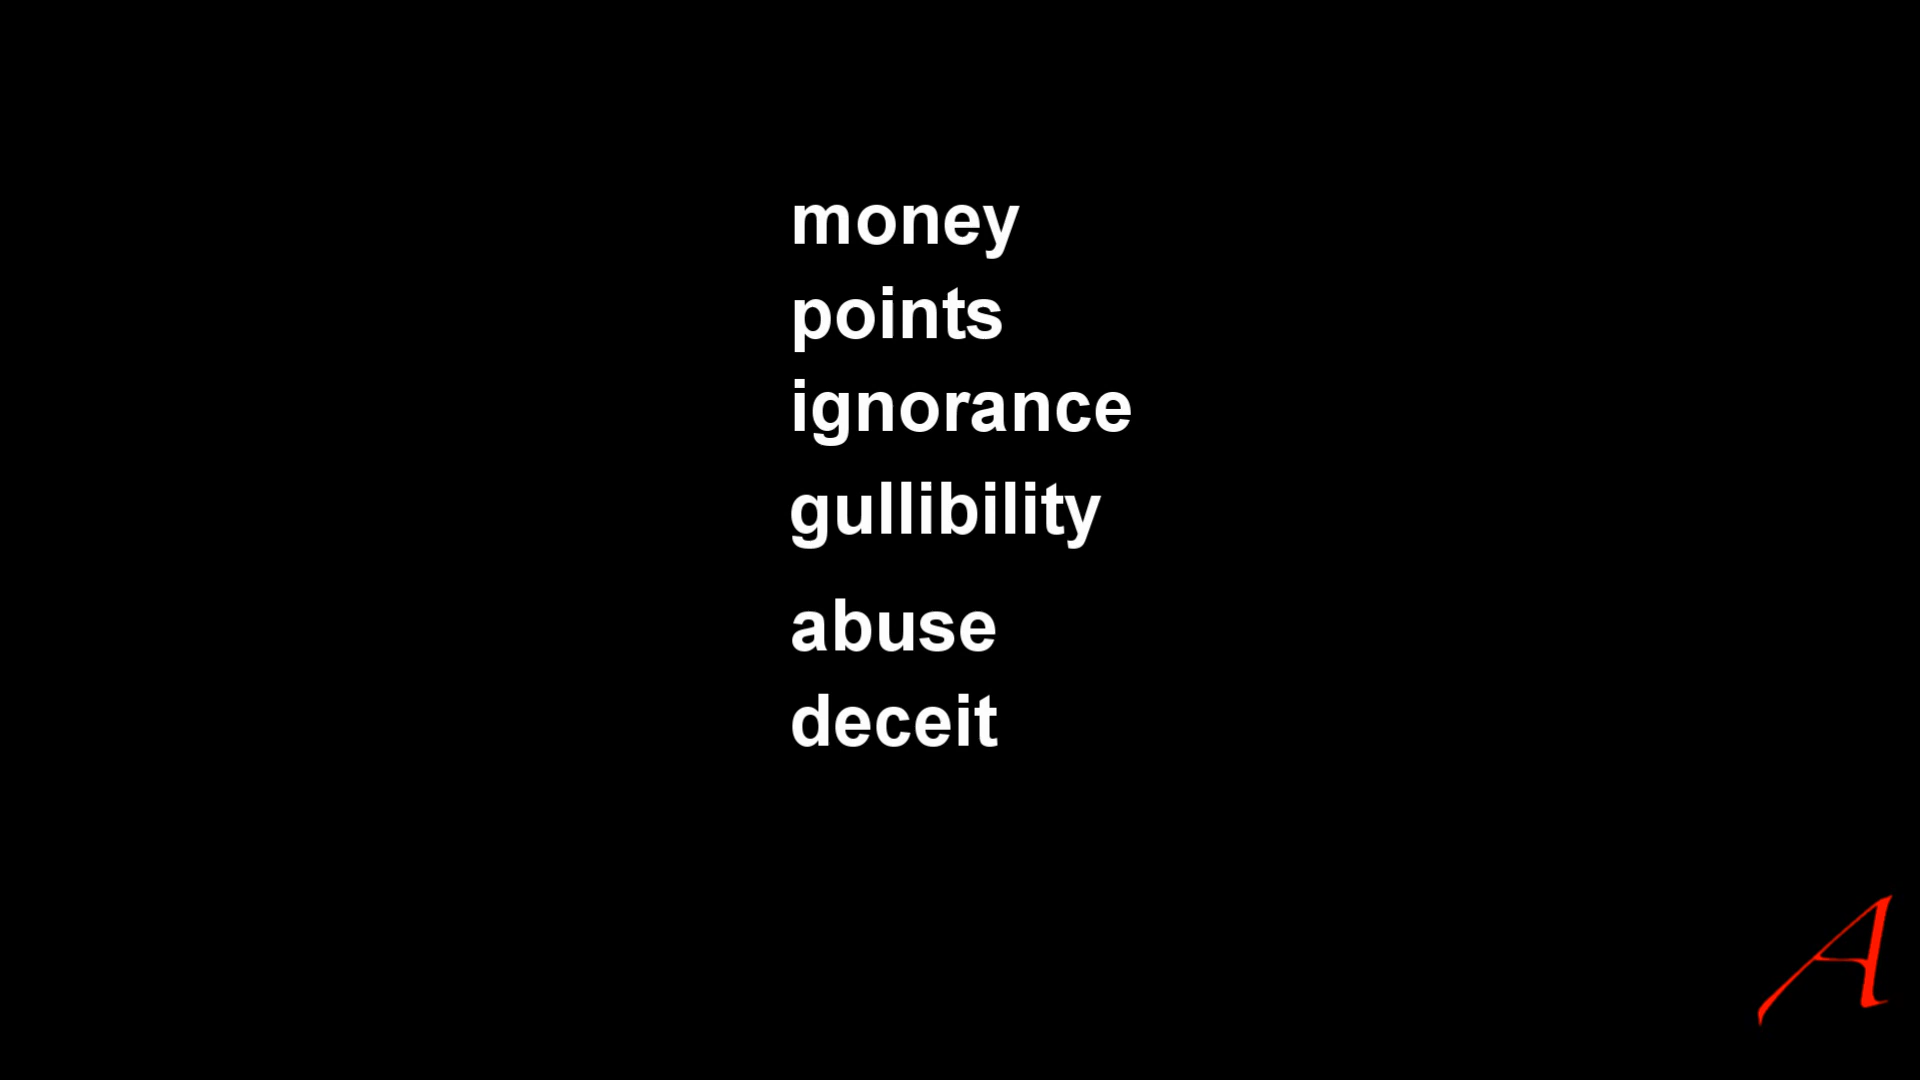 money
points
ignorance
gullibility
abuse
deceit
A